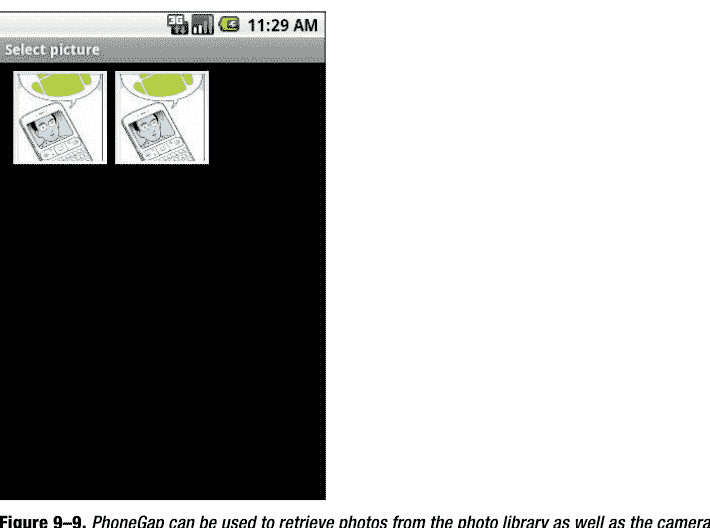 3G 11:29 AM
Select picture
Figure 9–9. PhoneGap can be used to retrieve photos from the photo library as well as the camera